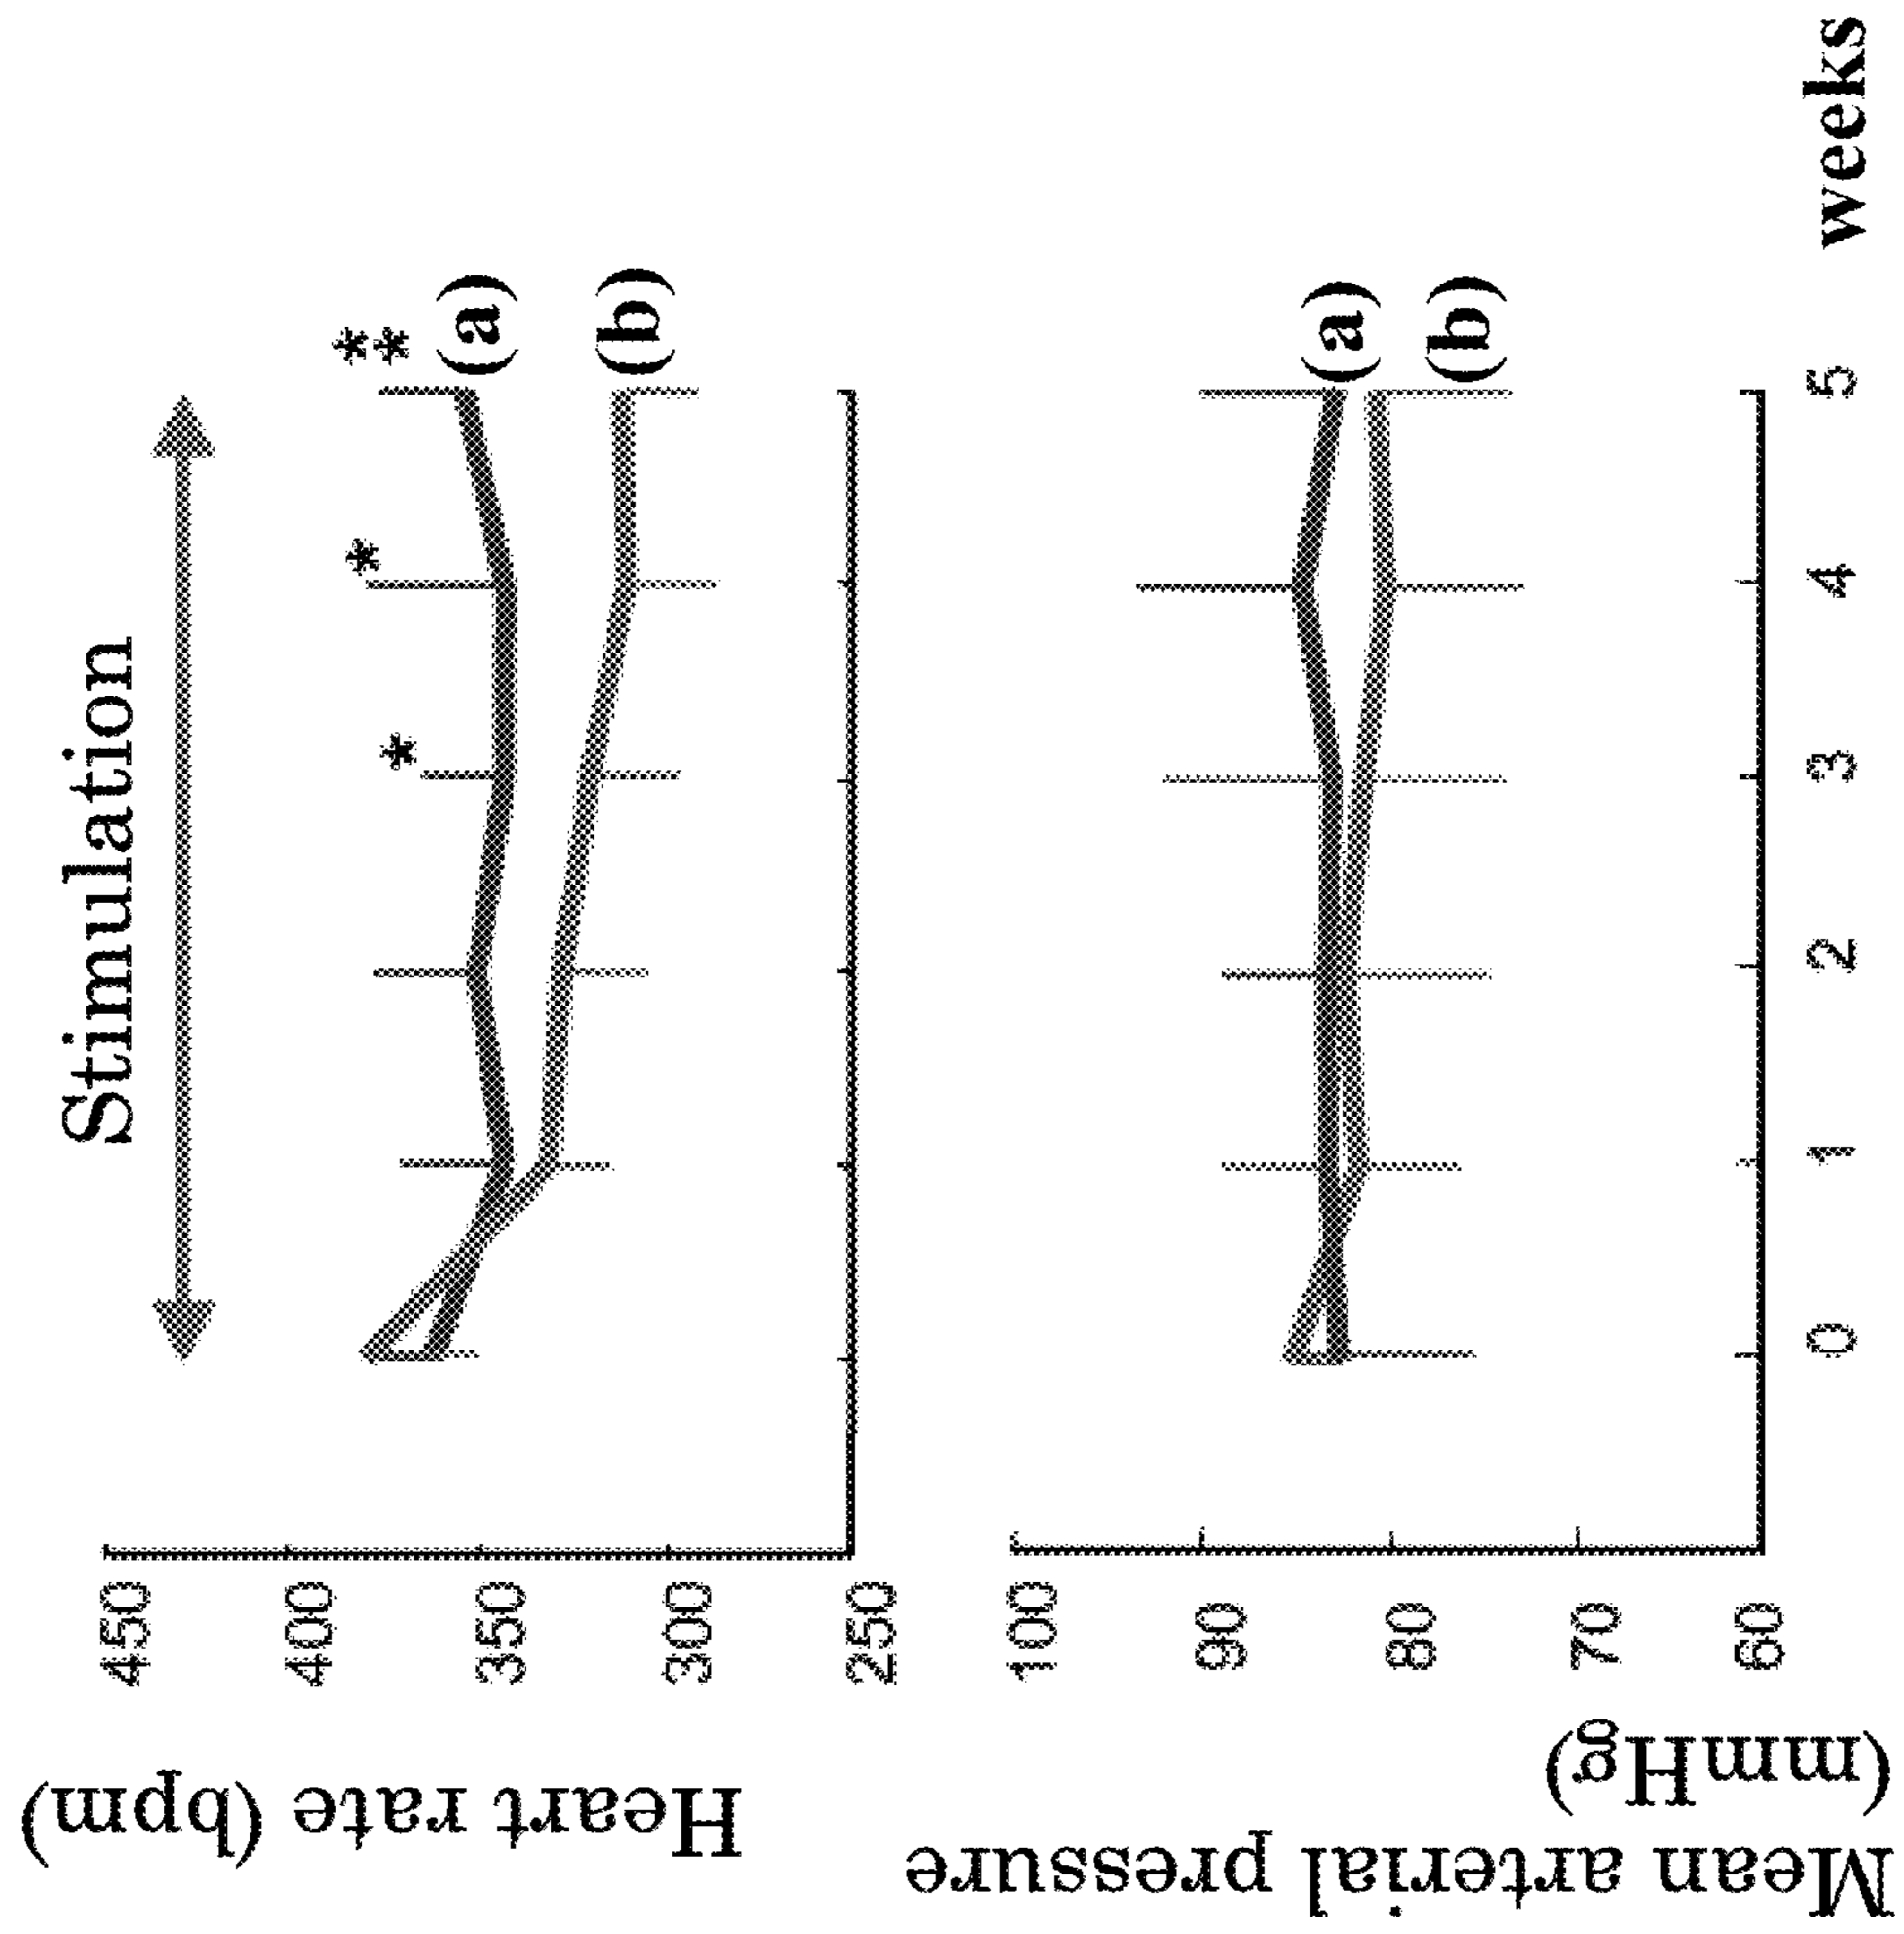 Stimulation
Heart rate (bpm)
450
400
350
300
250
*
*
**
(a)
(b)
Mean arterial pressure
(mmHg)
100
90
80
70
60
(a)
(b)
0 1 2 3 4 5 weeks